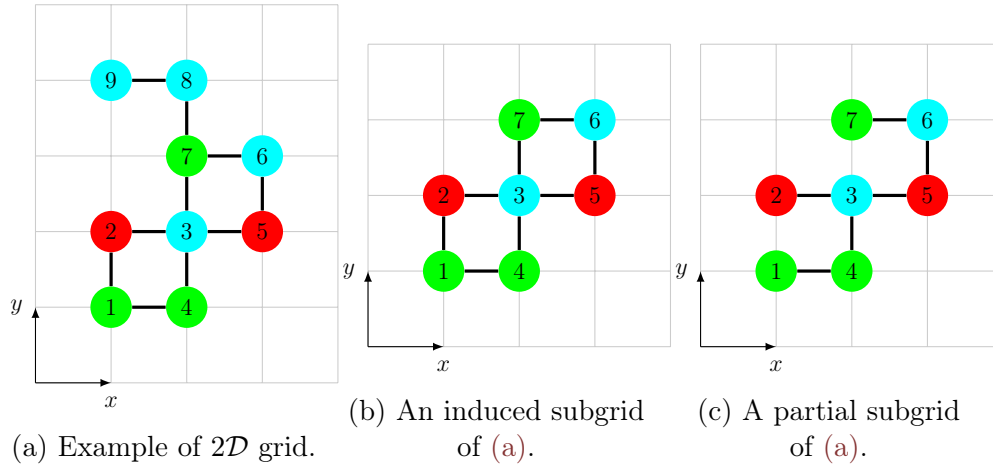 9 8
7 6
2 3 5
1 4
y
x
(a) Example of 2𝒟 grid.
7 6
2 3 5
1 4
y
x
(b) An induced subgrid
of (a).
7 6
2 3 5
1 4
y
x
(c) A partial subgrid
of (a).